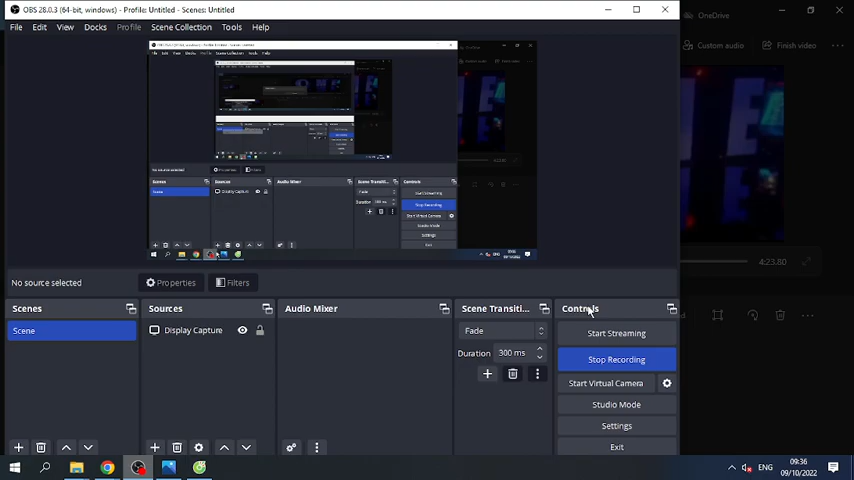 OBS 28.0.3 (64-bit, windows) - Profile: Untitled - Scenes: Untitled
File Edit View Docks Profile Scene Collection Tools Help
OneDrive
Custom audio
Finish video
4:23.80
No source selected
Properties
Filters
Scenes
Sources
Audio Mixer
Scene Transiti...
Controls
Scene
Display Capture
Fade
Duration 300 ms
Start Streaming
Stop Recording
Start Virtual Camera
Studio Mode
Settings
Exit
ENG
09:36
09/10/2022